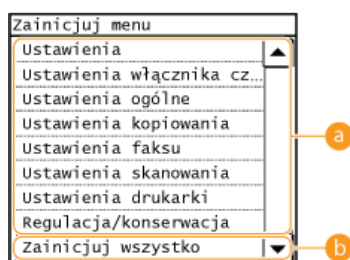 Zainicjuj menu
Ustawienia
Ustawienia włącznika cz...
Ustawienia ogólne
Ustawienia kopiowania
Ustawienia faksu
Ustawienia skanowania
Ustawienia drukarki
Regulacja/konserwacja
a
Zainicjuj wszystko
b